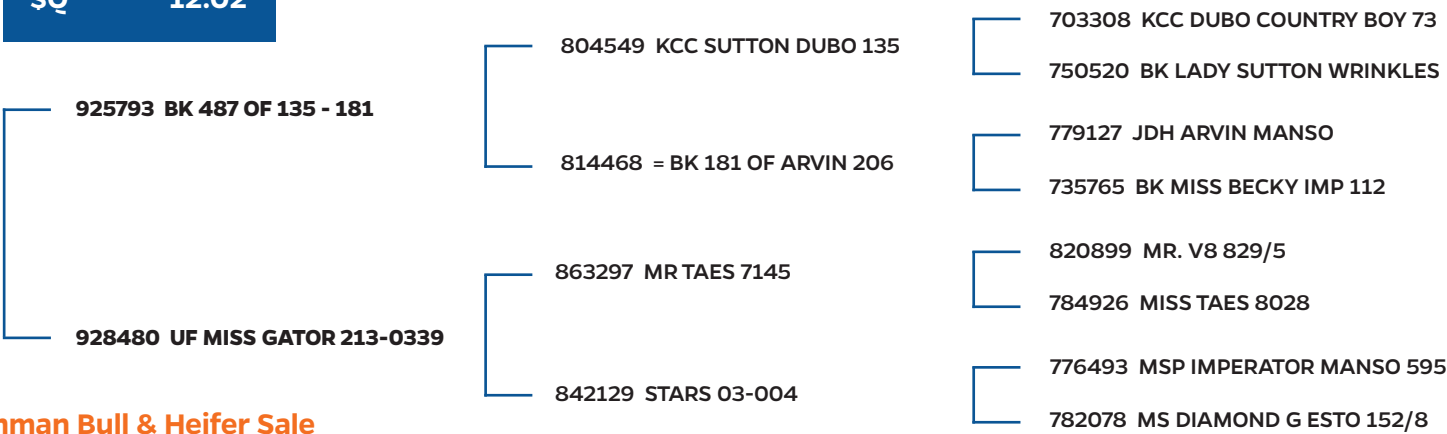 $Q 12.02
703308 KCC DUBO COUNTRY BOY 73
804549 KCC SUTTON DUBO 135
750520 BK LADY SUTTON WRINKLES
925793 BK 487 OF 135 - 181
779127 JDH ARVIN MANSO
814468 = BK 181 OF ARVIN 206
735765 BK MISS BECKY IMP 112
820899 MR. V8 829/5
863297 MR TAES 7145
784926 MISS TAES 8028
928480 UF MISS GATOR 213-0339
776493 MSP IMPERATOR MANSO 595
842129 STARS 03-004
782078 MS DIAMOND G ESTO 152/8
Bull & Heifer Sale